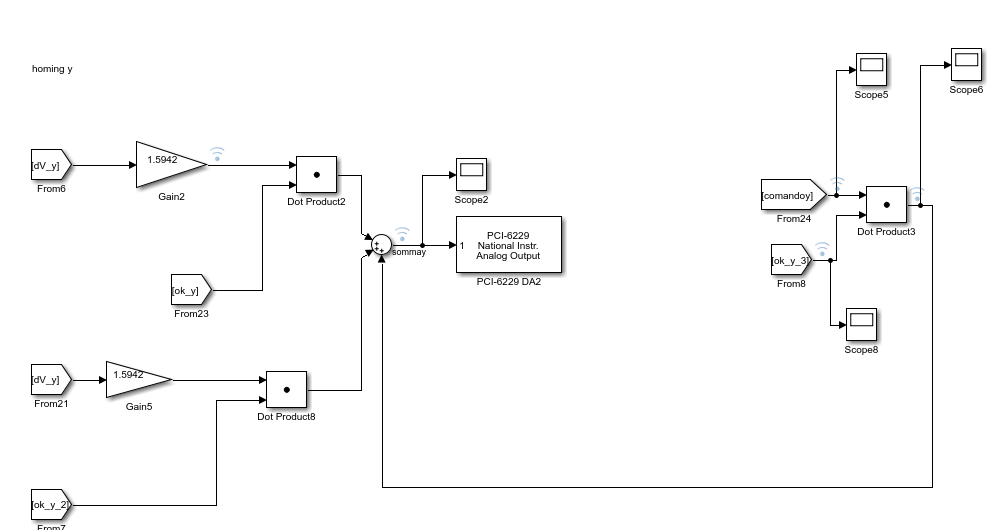 homing y
Scope5
Scope6
[dV_y]
From6
1.5942
Gain2
Dot Product2
Scope2
[comandoy]
From24
Dot Product3
sommay
1
PCI-6229
National Instr.
Analog Output
PCI-6229 DA2
[ok_y_3]
From8
[ok_y]
From23
Scope8
[dV_y]
From21
1.5942
Gain5
Dot Product8
[ok_y_2]
From7